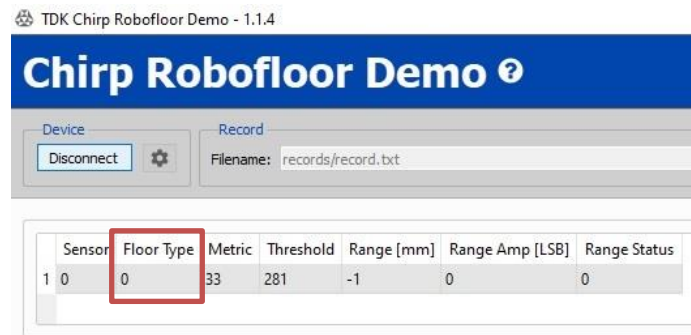 TDK Chirp Robofloor Demo - 1.1.4
Chirp Robofloor Demo ?
Device
Record
Disconnect
Filename: records/record.txt
Sensor Floor Type Metric Threshold Range [mm] Range Amp [LSB] Range Status
1 0 0 33 281 -1 0 0